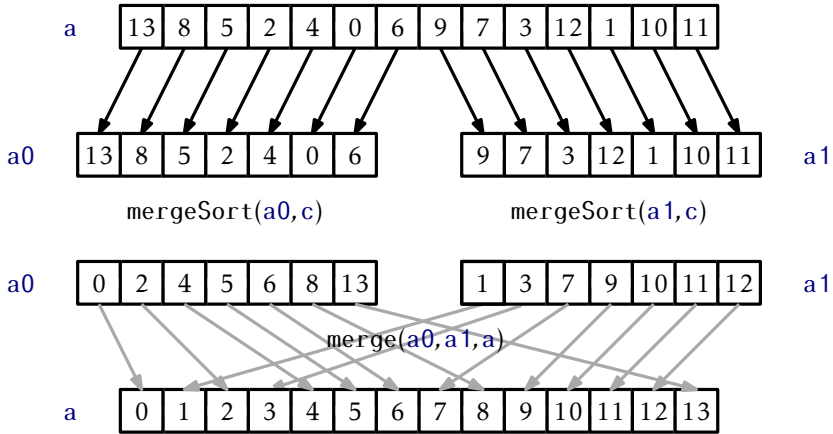 a 13 8 5 2 4 0 6 9 7 3 12 1 10 11
a0 13 8 5 2 4 0 6 9 7 3 12 1 10 11 a1
mergeSort(a0,c) mergeSort(a1,c)
a0 0 2 4 5 6 8 13 1 3 7 9 10 11 12 a1
merge(a0,a1,a)
a 0 1 2 3 4 5 6 7 8 9 10 11 12 13